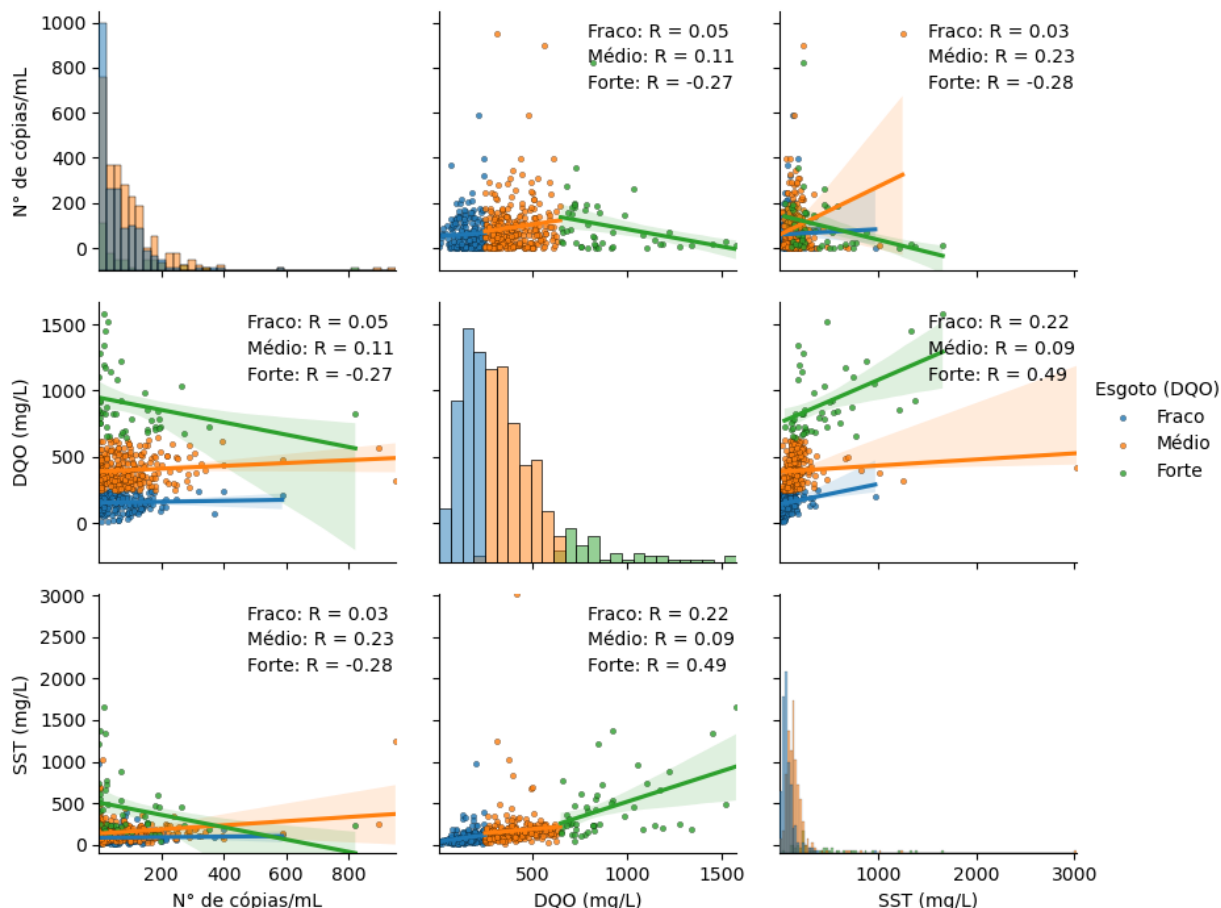 1000
800
600
400
200
0
N° de cópias/mL
Fraco: R = 0.05
Médio: R = 0.11
Forte: R = -0.27
Fraco: R = 0.03
Médio: R = 0.23
Forte: R = -0.28
1500
1000
500
0
DQO (mg/L)
Fraco: R = 0.05
Médio: R = 0.11
Forte: R = -0.27
Fraco: R = 0.22
Médio: R = 0.09
Forte: R = 0.49
Esgoto (DQO)
Fraco
Médio
Forte
3000
2500
2000
1500
1000
500
0
SST (mg/L)
Fraco: R = 0.03
Médio: R = 0.23
Forte: R = -0.28
Fraco: R = 0.22
Médio: R = 0.09
Forte: R = 0.49
200 400 600 800
N° de cópias/mL
500 1000 1500
DQO (mg/L)
1000 2000 3000
SST (mg/L)